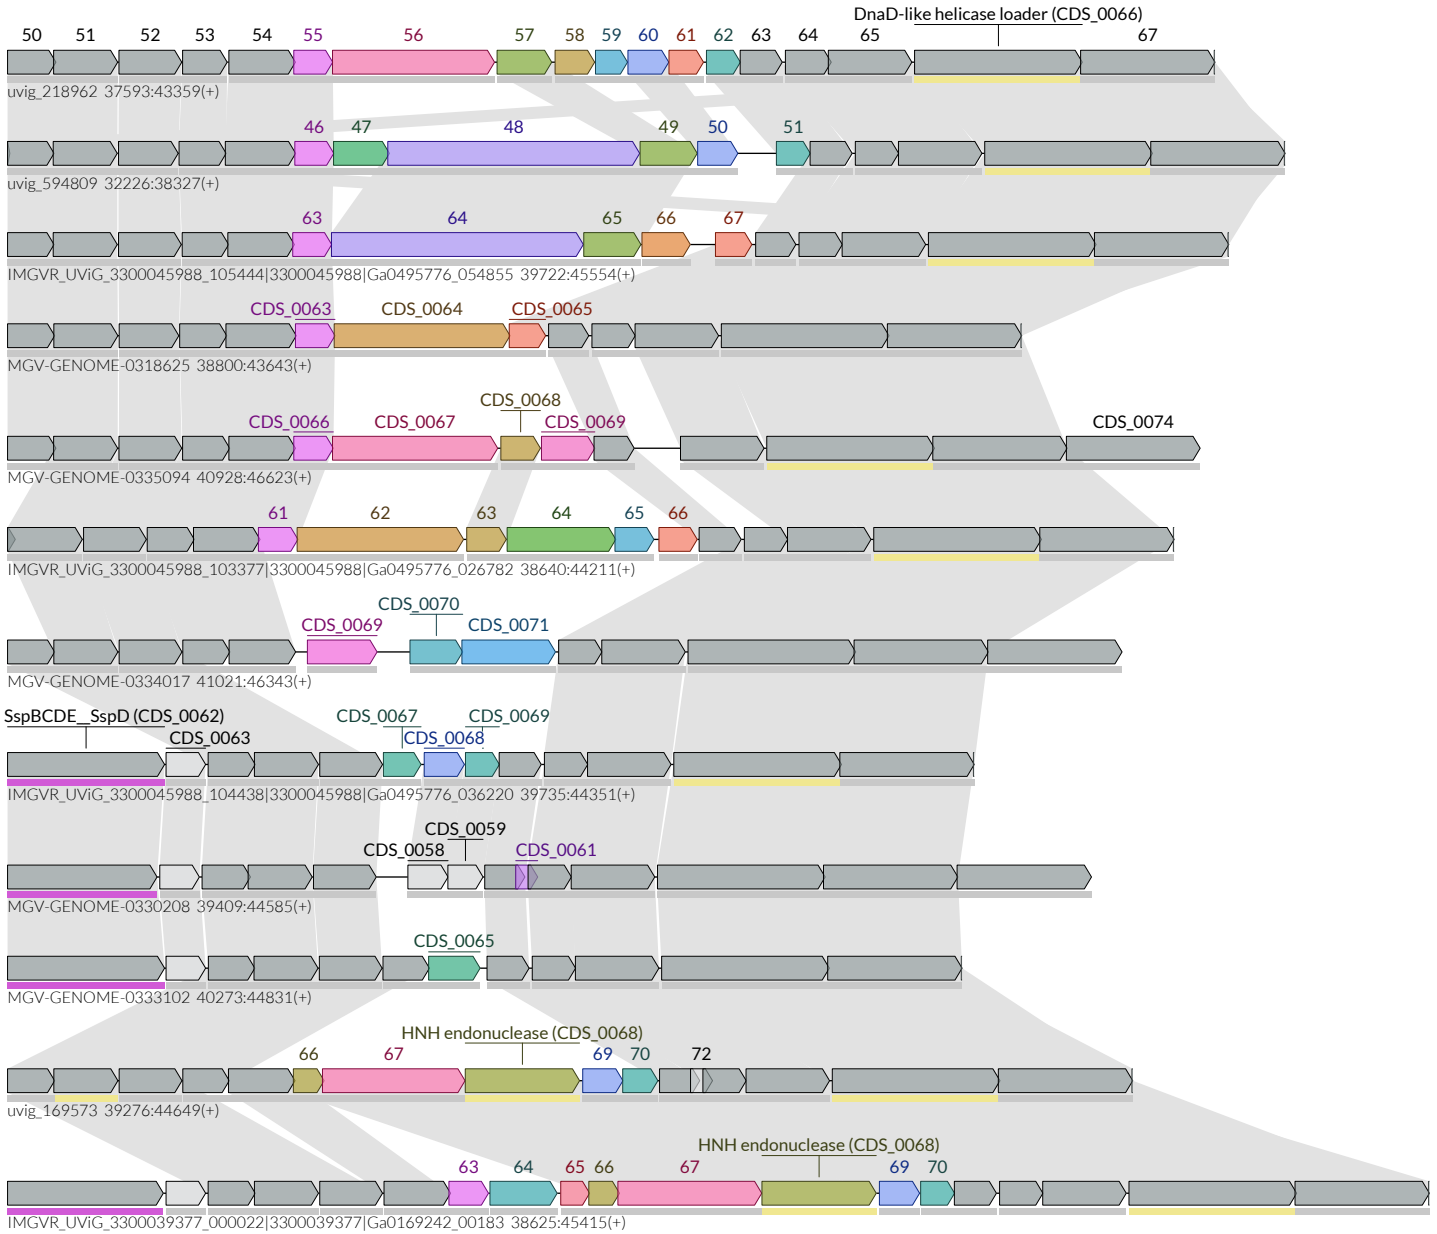 DnaD-like helicase loader (CDS_0066)
50 51 52 53 54 55 56 57 58 59 60 61 62 63 64 65 67
uvig_218962 37593:43359(+)
46 47 48 49 50 51
uvig_594809 32226:38327(+)
63 64 65 66 67
IMGVR_UViG_3300045988_105444|3300045988|Ga0495776_054855 39722:45554(+)
CDS_0063 CDS_0064 CDS_0065
MGV-GENOME-0318625 38800:43643(+)
CDS_0068
CDS_0066 CDS_0067 CDS_0069 CDS_0074
MGV-GENOME-0335094 40928:46623(+)
61 62 63 64 65 66
IMGVR_UViG_3300045988_103377|3300045988|Ga0495776_026782 38640:44211(+)
CDS_0070
CDS_0069 CDS_0071
MGV-GENOME-0334017 41021:46343(+)
SspBCDE__SspD (CDS_0062) CDS_0067 CDS_0069
CDS_0063 CDS_0068
IMGVR_UViG_3300045988_104438|3300045988|Ga0495776_036220 39735:44351(+)
CDS_0059
CDS_0058 CDS_0061
MGV-GENOME-0330208 39409:44585(+)
CDS_0065
MGV-GENOME-0333102 40273:44831(+)
HNH endonuclease (CDS_0068)
66 67 69 70 72
uvig_169573 39276:44649(+)
HNH endonuclease (CDS_0068)
63 64 65 66 67 69 70
IMGVR_UViG_3300039377_000022|3300039377|Ga0169242_00183 38625:45415(+)